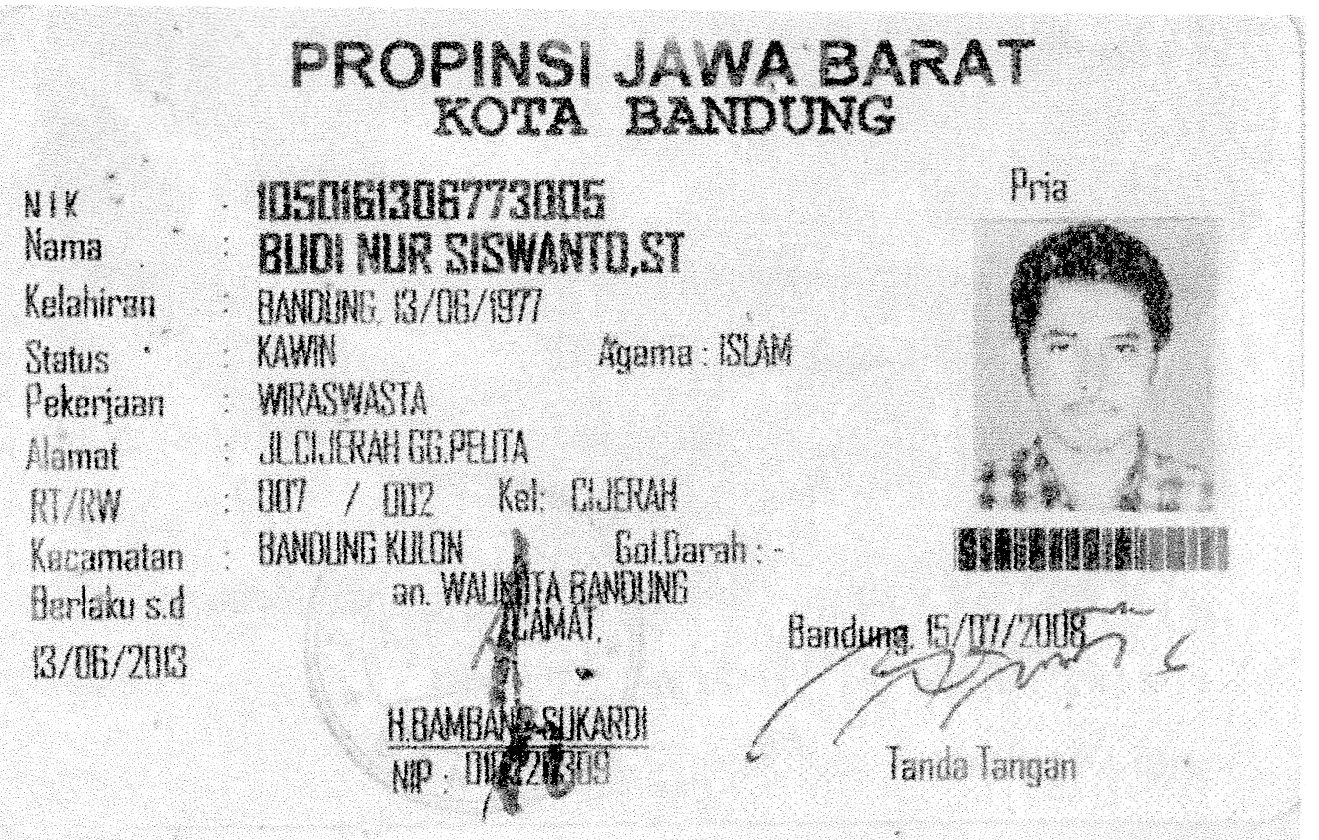 PROPINSI JAWA BARAT
KOTA BANDUNG
Pria
NIK : 1050161306773005
Nama : BUDI NUR SISWANTO,ST
Kelahiran : BANDUNG, 13/06/1977
Status : KAWIN Agama : ISLAM
Pekerjaan : WIRASWASTA
Alamat : JL.CIJERAH GG.PELITA
RT/RW : 007 / 002 Kel: CIJERAH
Kecamatan : BANDUNG KULON Gol.Darah : -
Berlaku s.d
13/06/2013
an. WALIKOTA BANDUNG
CAMAT,
H.BAMBANG SUKARDI
NIP :
Bandung, 15/07/2008
Tanda Tangan